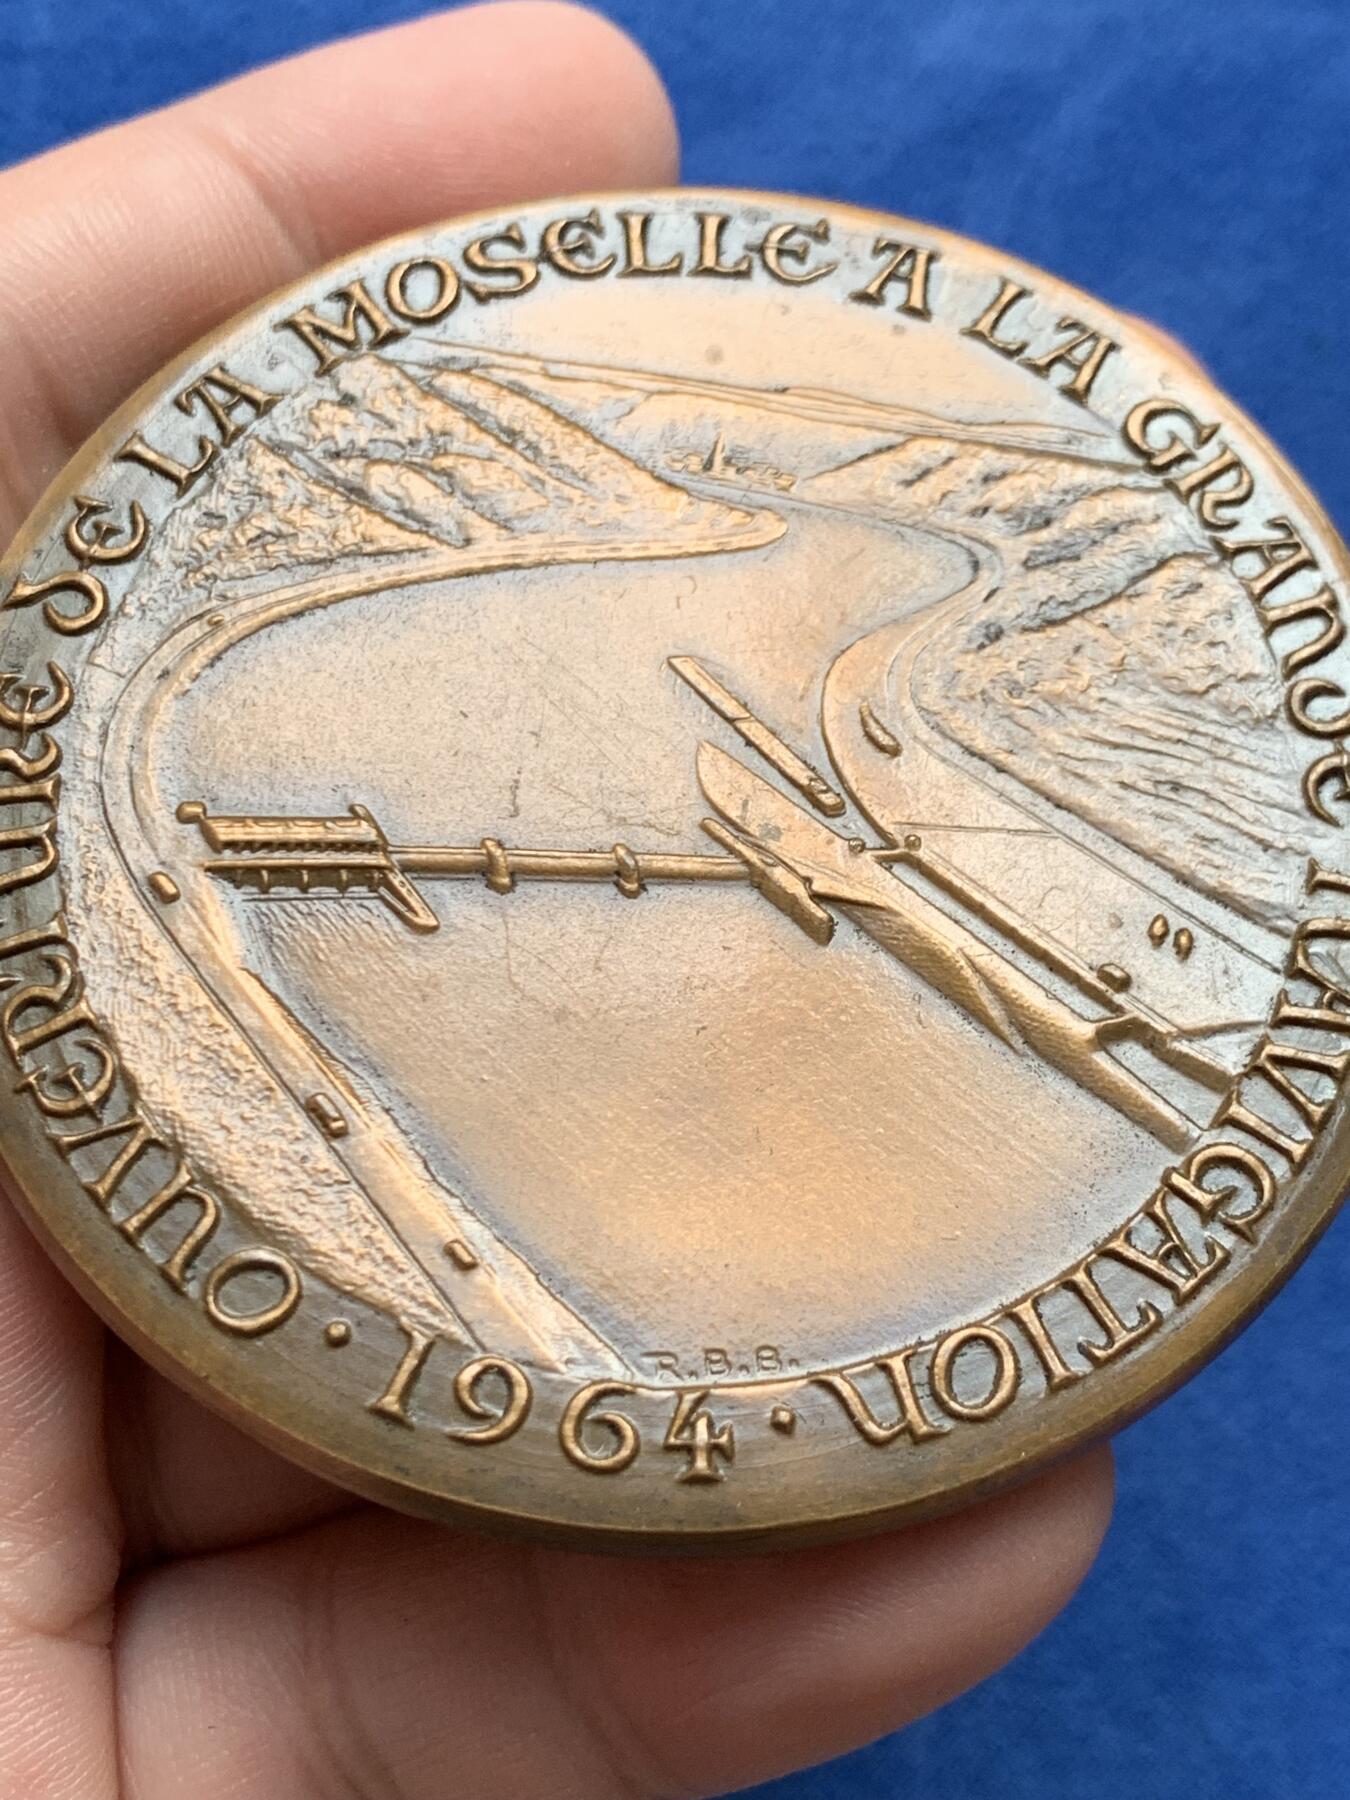 OUVERTURE DE LA MOSELLE A LA GRANDE NAVIGATION
· 1964 ·
R.B.B.